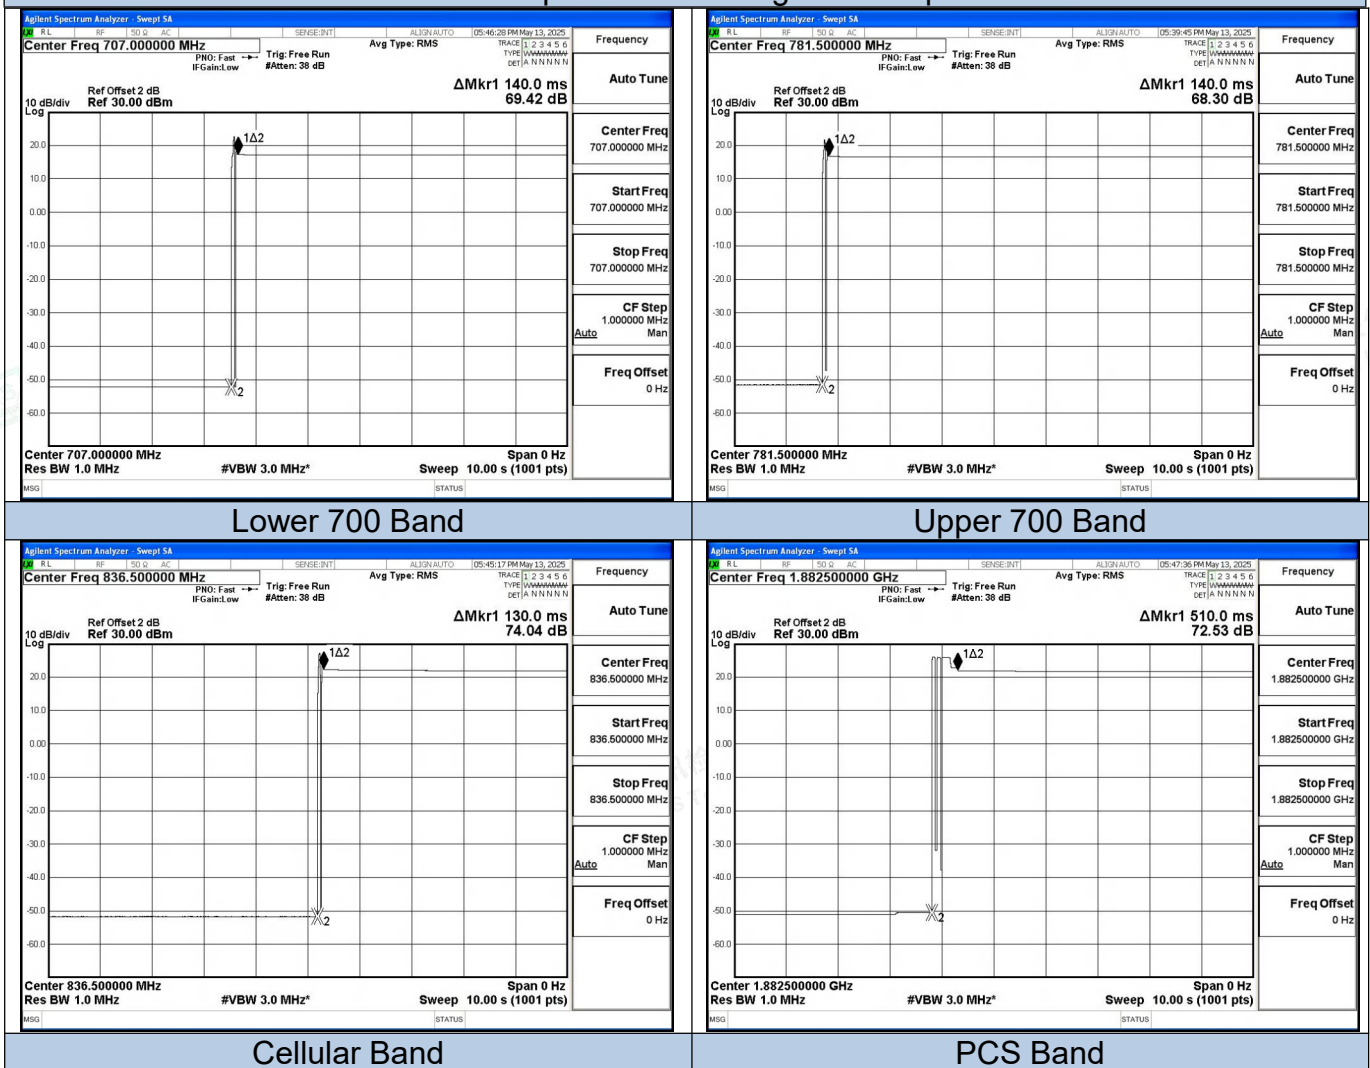 Agilent Spectrum Analyzer - Swept SA
LXI RL RF 50 Ω AC SENSE:INT ALIGN AUTO 05:46:28 PM May 13, 2025
Center Freq 707.000000 MHz
PNO: Fast
IFGain:Low
Trig: Free Run
#Atten: 38 dB
Avg Type: RMS
TRACE 1 2 3 4 5 6
TYPE WWWWWW
DET A N N N N N
ΔMkr1 140.0 ms
69.42 dB
Ref Offset 2 dB
10 dB/div Ref 30.00 dBm
Log
20.0
10.0
0.00
-10.0
-20.0
-30.0
-40.0
-50.0
-60.0
1Δ2
2
Center 707.000000 MHz Span 0 Hz
Res BW 1.0 MHz #VBW 3.0 MHz* Sweep 10.00 s (1001 pts)
MSG STATUS
Frequency
Auto Tune
Center Freq
707.000000 MHz
Start Freq
707.000000 MHz
Stop Freq
707.000000 MHz
CF Step
1.000000 MHz
Auto Man
Freq Offset
0 Hz
Agilent Spectrum Analyzer - Swept SA
LXI RL RF 50 Ω AC SENSE:INT ALIGN AUTO 05:39:45 PM May 13, 2025
Center Freq 781.500000 MHz
PNO: Fast
IFGain:Low
Trig: Free Run
#Atten: 38 dB
Avg Type: RMS
TRACE 1 2 3 4 5 6
TYPE WWWWWW
DET A N N N N N
ΔMkr1 140.0 ms
68.30 dB
Ref Offset 2 dB
10 dB/div Ref 30.00 dBm
Log
20.0
10.0
0.00
-10.0
-20.0
-30.0
-40.0
-50.0
-60.0
1Δ2
2
Center 781.500000 MHz Span 0 Hz
Res BW 1.0 MHz #VBW 3.0 MHz* Sweep 10.00 s (1001 pts)
MSG STATUS
Frequency
Auto Tune
Center Freq
781.500000 MHz
Start Freq
781.500000 MHz
Stop Freq
781.500000 MHz
CF Step
1.000000 MHz
Auto Man
Freq Offset
0 Hz
Lower 700 Band
Upper 700 Band
Agilent Spectrum Analyzer - Swept SA
LXI RL RF 50 Ω AC SENSE:INT ALIGN AUTO 05:45:17 PM May 13, 2025
Center Freq 836.500000 MHz
PNO: Fast
IFGain:Low
Trig: Free Run
#Atten: 38 dB
Avg Type: RMS
TRACE 1 2 3 4 5 6
TYPE WWWWWW
DET A N N N N N
ΔMkr1 130.0 ms
74.04 dB
Ref Offset 2 dB
10 dB/div Ref 30.00 dBm
Log
20.0
10.0
0.00
-10.0
-20.0
-30.0
-40.0
-50.0
-60.0
1Δ2
2
Center 836.500000 MHz Span 0 Hz
Res BW 1.0 MHz #VBW 3.0 MHz* Sweep 10.00 s (1001 pts)
MSG STATUS
Frequency
Auto Tune
Center Freq
836.500000 MHz
Start Freq
836.500000 MHz
Stop Freq
836.500000 MHz
CF Step
1.000000 MHz
Auto Man
Freq Offset
0 Hz
Agilent Spectrum Analyzer - Swept SA
LXI RL RF 50 Ω AC SENSE:INT ALIGN AUTO 05:47:36 PM May 13, 2025
Center Freq 1.882500000 GHz
PNO: Fast
IFGain:Low
Trig: Free Run
#Atten: 38 dB
Avg Type: RMS
TRACE 1 2 3 4 5 6
TYPE WWWWWW
DET A N N N N N
ΔMkr1 510.0 ms
72.53 dB
Ref Offset 2 dB
10 dB/div Ref 30.00 dBm
Log
20.0
10.0
0.00
-10.0
-20.0
-30.0
-40.0
-50.0
-60.0
1Δ2
2
Center 1.882500000 GHz Span 0 Hz
Res BW 1.0 MHz #VBW 3.0 MHz* Sweep 10.00 s (1001 pts)
MSG STATUS
Frequency
Auto Tune
Center Freq
1.882500000 GHz
Start Freq
1.882500000 GHz
Stop Freq
1.882500000 GHz
CF Step
1.000000 MHz
Auto Man
Freq Offset
0 Hz
Cellular Band
PCS Band